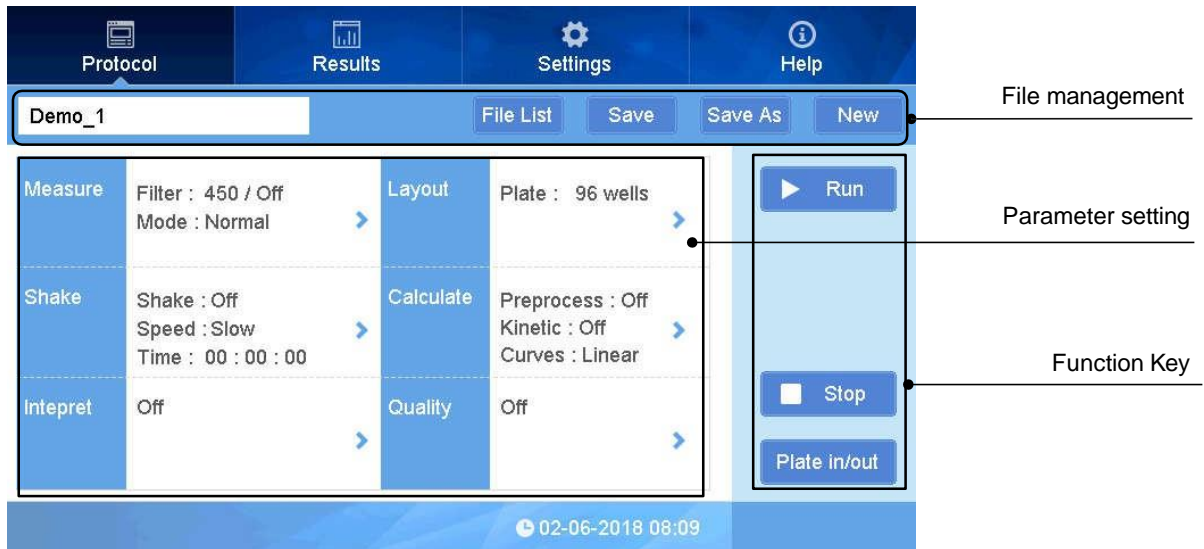 Protocol
Results
Settings
Help
Demo_1
File List
Save
Save As
New
File management
Measure
Filter : 450 / Off
Mode : Normal
Layout
Plate : 96 wells
Run
Parameter setting
Shake
Shake : Off
Speed : Slow
Time : 00 : 00 : 00
Calculate
Preprocess : Off
Kinetic : Off
Curves : Linear
Function Key
Intepret
Off
Quality
Off
Stop
Plate in/out
02-06-2018 08:09